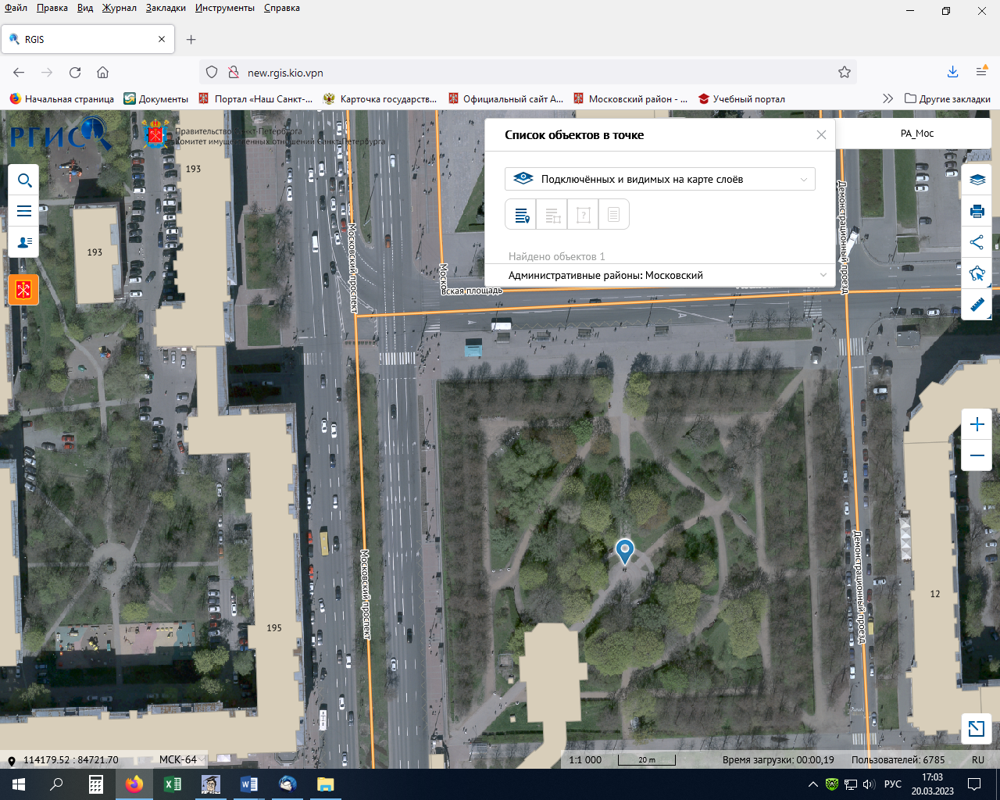 Файл Правка Вид Журнал Закладки Инструменты Справка
RGIS
new.rgis.kio.vpn
Начальная страница
Документы
Портал «Наш Санкт-...
Карточка государств...
Официальный сайт А...
Московский район - ...
Учебный портал
Другие закладки
РГИС
Правительство Санкт-Петербурга
Комитет имущественных отношений Санкт-Петербурга
Список объектов в точке
РА_Мос
Подключённых и видимых на карте слоёв
Найдено объектов 1
Административные районы: Московский
193
193
195
12
Московский проспект
Московский проспект
Моско
вская площадь
Демонстрационный проезд
Демонстрационный проезд
А
114179.52 : 84721.70
МСК-64
1:1 000
20 m
Время загрузки: 00:00,19
Пользователей: 6785
RU
РУС
17:03
20.03.2023